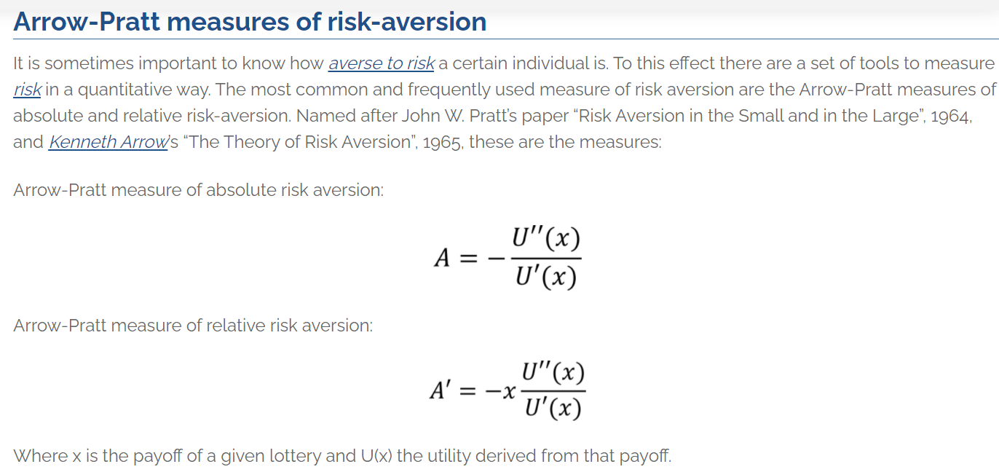 Arrow-Pratt measures of risk-aversion
It is sometimes important to know how averse to risk a certain individual is. To this effect there are a set of tools to measure
risk in a quantitative way. The most common and frequently used measure of risk aversion are the Arrow-Pratt measures of
absolute and relative risk-aversion. Named after John W. Pratt’s paper “Risk Aversion in the Small and in the Large”, 1964,
and Kenneth Arrow’s “The Theory of Risk Aversion”, 1965, these are the measures:
Arrow-Pratt measure of absolute risk aversion:
A = − U′′(x) / U′(x)
Arrow-Pratt measure of relative risk aversion:
A′ = −x U′′(x) / U′(x)
Where x is the payoff of a given lottery and U(x) the utility derived from that payoff.